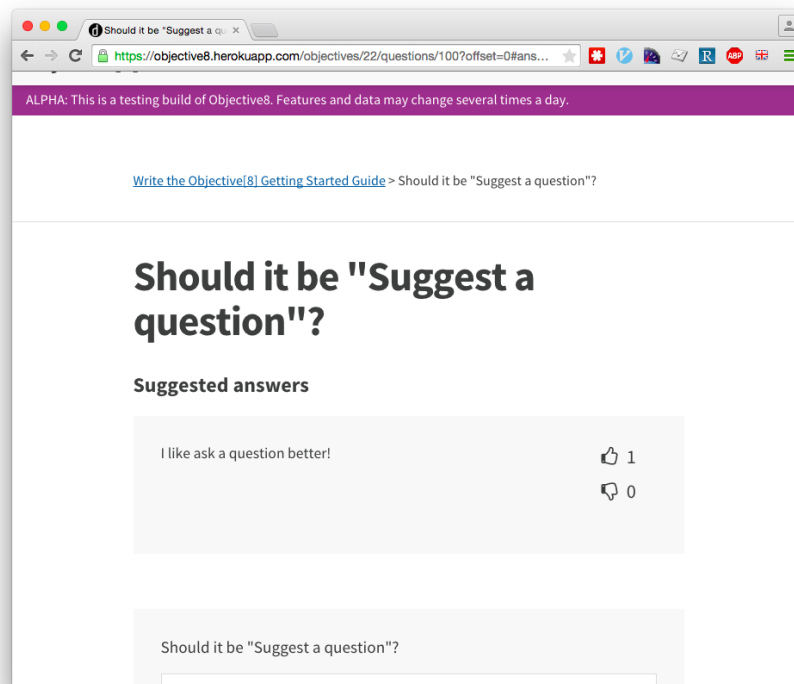 Should it be "Suggest a qu
https://objective8.herokuapp.com/objectives/22/questions/100?offset=0#ans...
R
ABP
ALPHA: This is a testing build of Objective8. Features and data may change several times a day.
Write the Objective[8] Getting Started Guide > Should it be "Suggest a question"?
Should it be "Suggest a
question"?
Suggested answers
I like ask a question better!
1
0
Should it be "Suggest a question"?